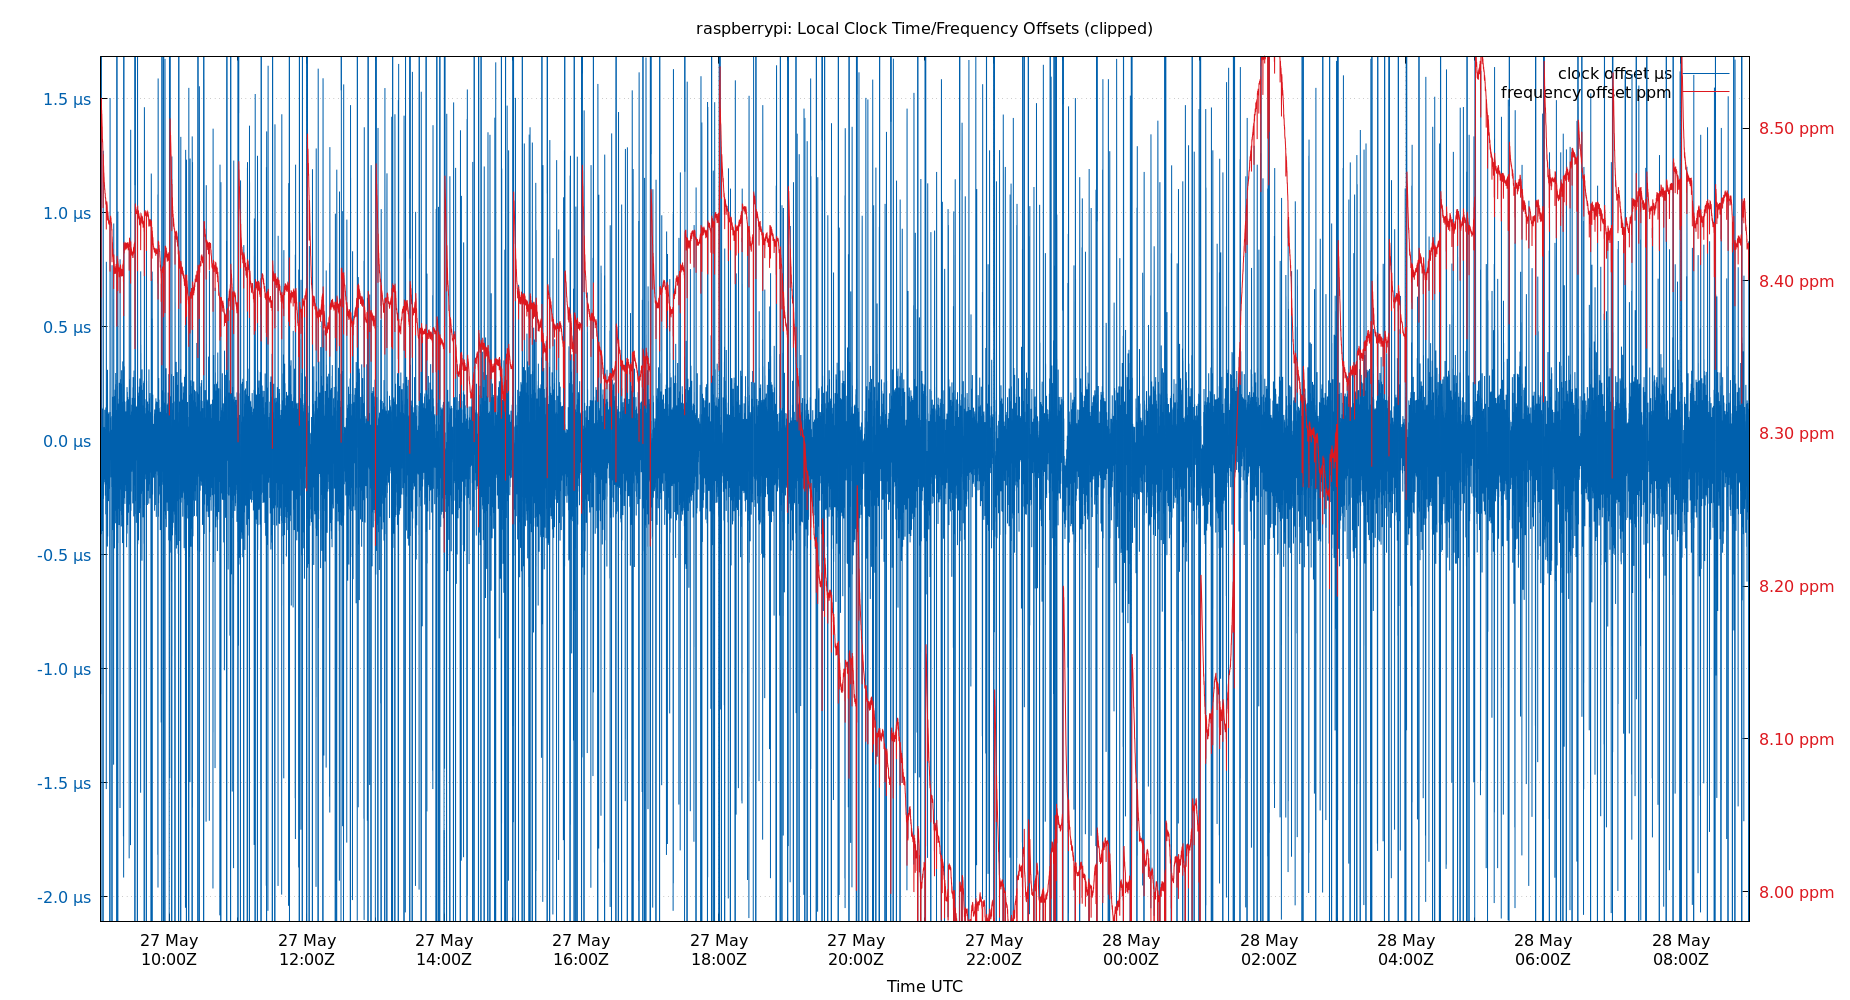 raspberrypi: Local Clock Time/Frequency Offsets (clipped)
clock offset µs
frequency offset ppm
1.5 µs
1.0 µs
0.5 µs
0.0 µs
-0.5 µs
-1.0 µs
-1.5 µs
-2.0 µs
8.50 ppm
8.40 ppm
8.30 ppm
8.20 ppm
8.10 ppm
8.00 ppm
27 May 27 May 27 May 27 May 27 May 27 May 27 May 28 May 28 May 28 May 28 May 28 May
10:00Z 12:00Z 14:00Z 16:00Z 18:00Z 20:00Z 22:00Z 00:00Z 02:00Z 04:00Z 06:00Z 08:00Z
Time UTC